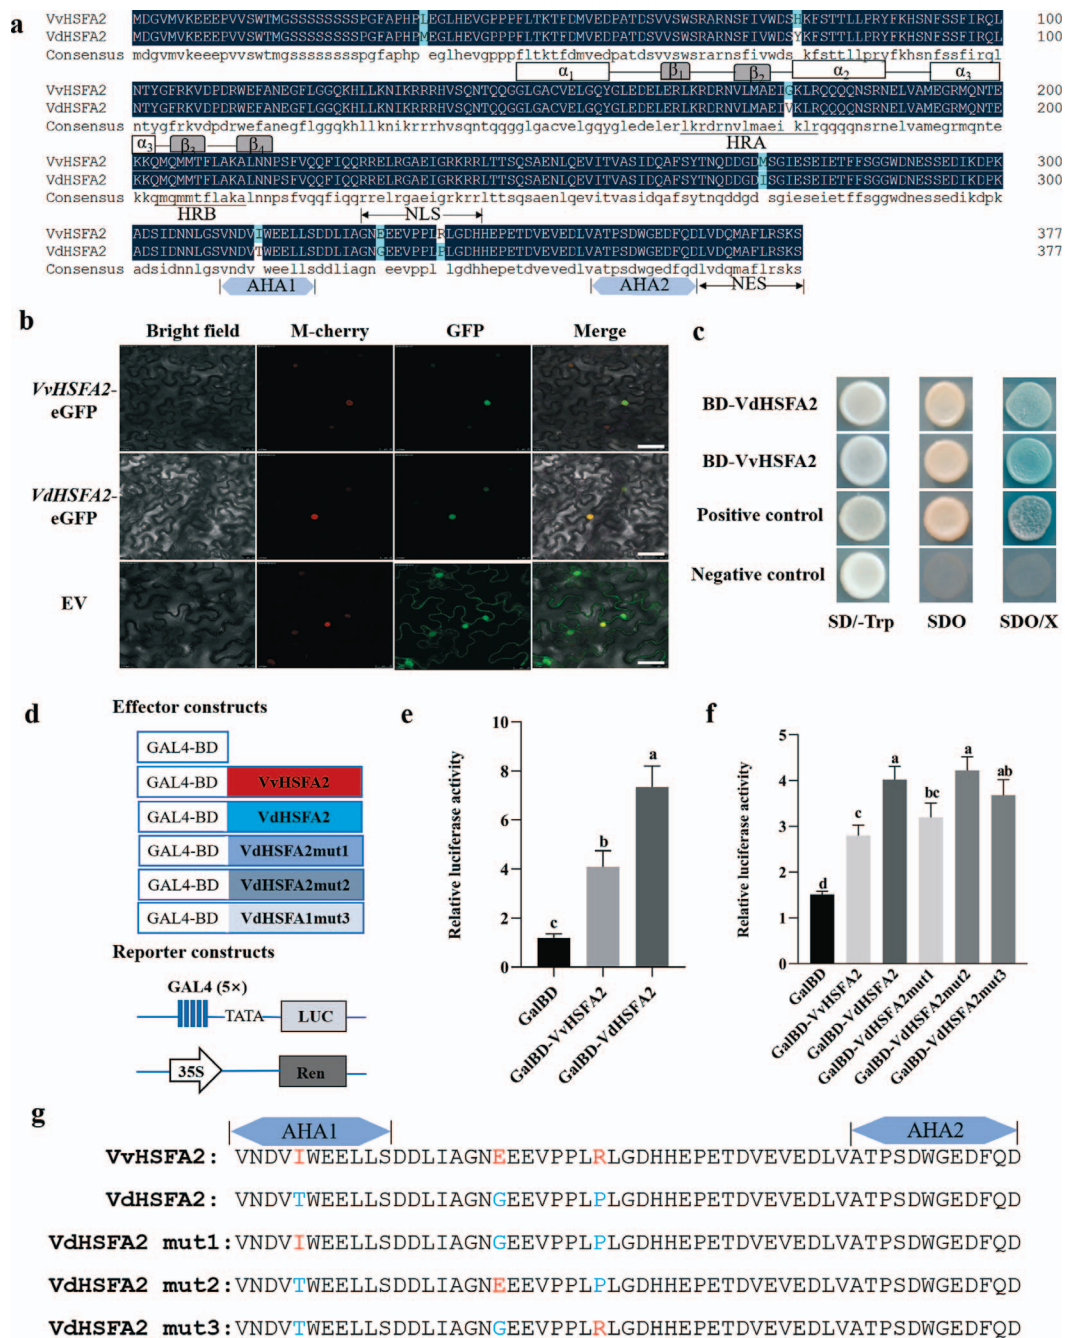 a
VvHSFA2 MDGVMVKEEEPVVSWTMGSSSSSSSSPGFAPHPLEGLHEVGPPPFLTKTFDMVEDPATDSVVSWSRARNSFIVWDSHKFSTTLLPRYFKHSNFSSFIRQL 100
VdHSFA2 MDGVMVKEEEPVVSWTMGSSSSSSSSPGFAPHPMEGLHEVGPPPFLTKTFDMVEDPATDSVVSWSRARNSFIVWDSYKFSTTLLPRYFKHSNFSSFIRQL 100
Consensus mdgvmvkeeepvvswtmgsssssssspgfaphp eglhevgpppfltktfdmvedpatdsvvswsrarnsfivwds kfsttllpryfkhsnfssfirql
α1 β1 β2 α2 α3
VvHSFA2 NTYGFRKVDPDRWEFANEGFLGGQKHLLKNIKRRRHVSQNTQQGGLGACVELGQYGLEDELERLKRDRNVLMAEIGKLRQQQQNSRNELVAMEGRMQNTE 200
VdHSFA2 NTYGFRKVDPDRWEFANEGFLGGQKHLLKNIKRRRHVSQNTQQGGLGACVELGQYGLEDELERLKRDRNVLMAEIVKLRQQQQNSRNELVAMEGRMQNTE 200
Consensus ntygfrkvdpdrwefanegflggqkhllknikrrrhvsqntqqgglgacvelgqygledelerlkrdrnvlmaei klrqqqqnsrnelvamegrmqnte
α3 β3 β4 HRA
VvHSFA2 KKQMQMMTFLAKALNNPSFVQQFIQQRRELRGAEIGRKRRLTTSQSAENLQEVITVASIDQAFSYTNQDDGDMSGIESEIETFFSGGWDNESSEDIKDPK 300
VdHSFA2 KKQMQMMTFLAKALNNPSFVQQFIQQRRELRGAEIGRKRRLTTSQSAENLQEVITVASIDQAFSYTNQDDGDISGIESEIETFFSGGWDNESSEDIKDPK 300
Consensus kkqmqmmtflakalnnpsfvqqfiqqrrelrgaeigrkrrlttsqsaenlqevitvasidqafsytnqddgd sgieseietffsggwdnessedikdpk
HRB NLS
VvHSFA2 ADSIDNNLGSVNDVIWEELLSDDLIAGNEEEVPPLRLGDHHEPETDVEVEDLVATPSDWGEDFQDLVDQMAFLRSKS 377
VdHSFA2 ADSIDNNLGSVNDVTWEELLSDDLIAGNGEEVPPLPLGDHHEPETDVEVEDLVATPSDWGEDFQDLVDQMAFLRSKS 377
Consensus adsidnnlgsvndv weellsddliagn eevppl lgdhhepetdvevedlvatpsdwgedfqdlvdqmaflrsks
AHA1 AHA2 NES
b
Bright field M-cherry GFP Merge
VvHSFA2-
eGFP
VdHSFA2-
eGFP
EV
c
BD-VdHSFA2
BD-VvHSFA2
Positive control
Negative control
SD/-Trp SDO SDO/X
d
Effector constructs
GAL4-BD
GAL4-BD VvHSFA2
GAL4-BD VdHSFA2
GAL4-BD VdHSFA2mut1
GAL4-BD VdHSFA2mut2
GAL4-BD VdHSFA1mut3
Reporter constructs
GAL4 (5×)
TATA LUC
35S Ren
e
Relative luciferase activity
10
8
6
4
2
0
c
b
a
GalBD
GalBD-VvHSFA2
GalBD-VdHSFA2
f
Relative luciferase activity
5
4
3
2
1
0
d
c
a
bc
a
ab
GalBD
GalBD-VvHSFA2
GalBD-VdHSFA2
GalBD-VdHSFA2mut1
GalBD-VdHSFA2mut2
GalBD-VdHSFA2mut3
g
AHA1 AHA2
VvHSFA2: VNDVIWEELLSDDLIAGNEEEVPPLRLGDHHEPETDVEVEDLVATPSDWGEDFQD
VdHSFA2: VNDVTWEELLSDDLIAGNGEEVPPLPLGDHHEPETDVEVEDLVATPSDWGEDFQD
VdHSFA2 mut1: VNDVIWEELLSDDLIAGNGEEVPPLPLGDHHEPETDVEVEDLVATPSDWGEDFQD
VdHSFA2 mut2: VNDVTWEELLSDDLIAGNEEEVPPLPLGDHHEPETDVEVEDLVATPSDWGEDFQD
VdHSFA2 mut3: VNDVTWEELLSDDLIAGNGEEVPPLRLGDHHEPETDVEVEDLVATPSDWGEDFQD